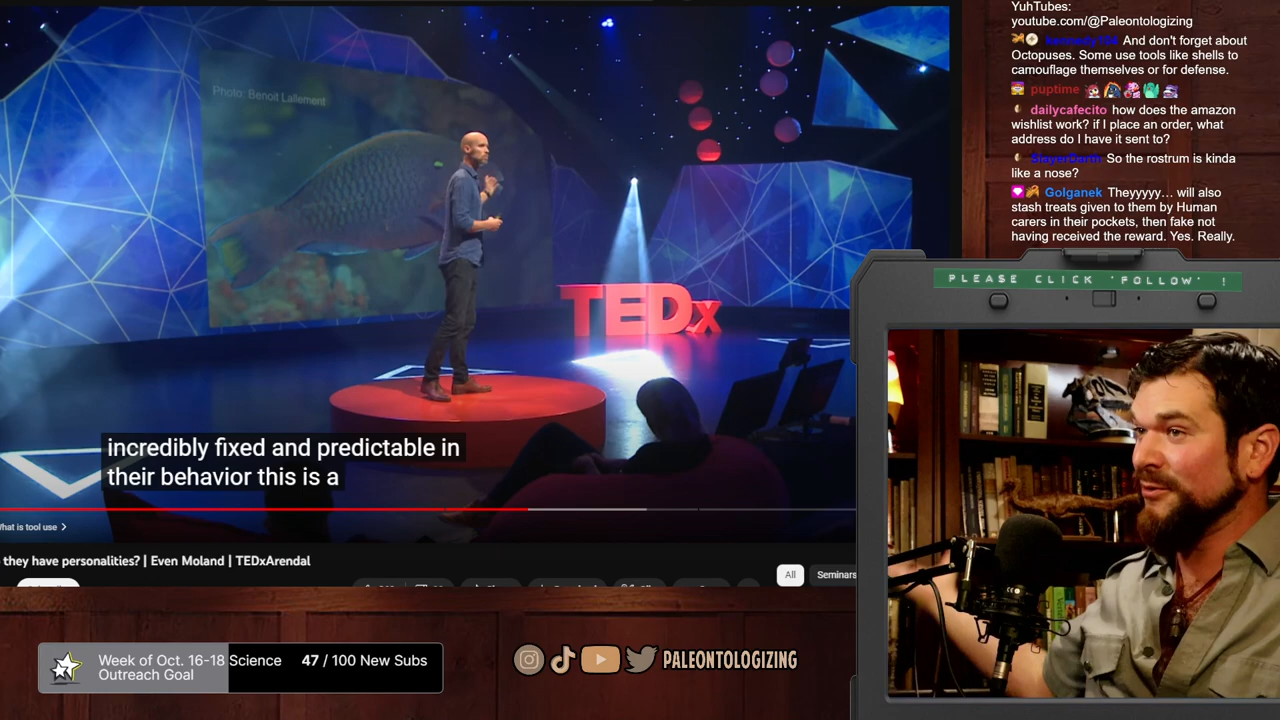 YuhTubes:
youtube.com/@Paleontologizing
And don't forget about
Octopuses. Some use tools like shells to
camouflage themselves or for defense.
puptime
dailycafecito how does the amazon
wishlist work? if I place an order, what
address do I have it sent to?
SlayerDarth So the rostrum is kinda
like a nose?
Golganek Theyyyyy… will also
stash treats given to them by Human
carers in their pockets, then fake not
having received the reward. Yes. Really.
Photo: Benoit Lallement
TEDx
PLEASE CLICK 'FOLLOW' !
incredibly fixed and predictable in
their behavior this is a
What is tool use >
they have personalities? | Even Moland | TEDxArendal
All Seminars
Week of Oct. 16-18 Science 47 / 100 New Subs
Outreach Goal
PALEONTOLOGIZING